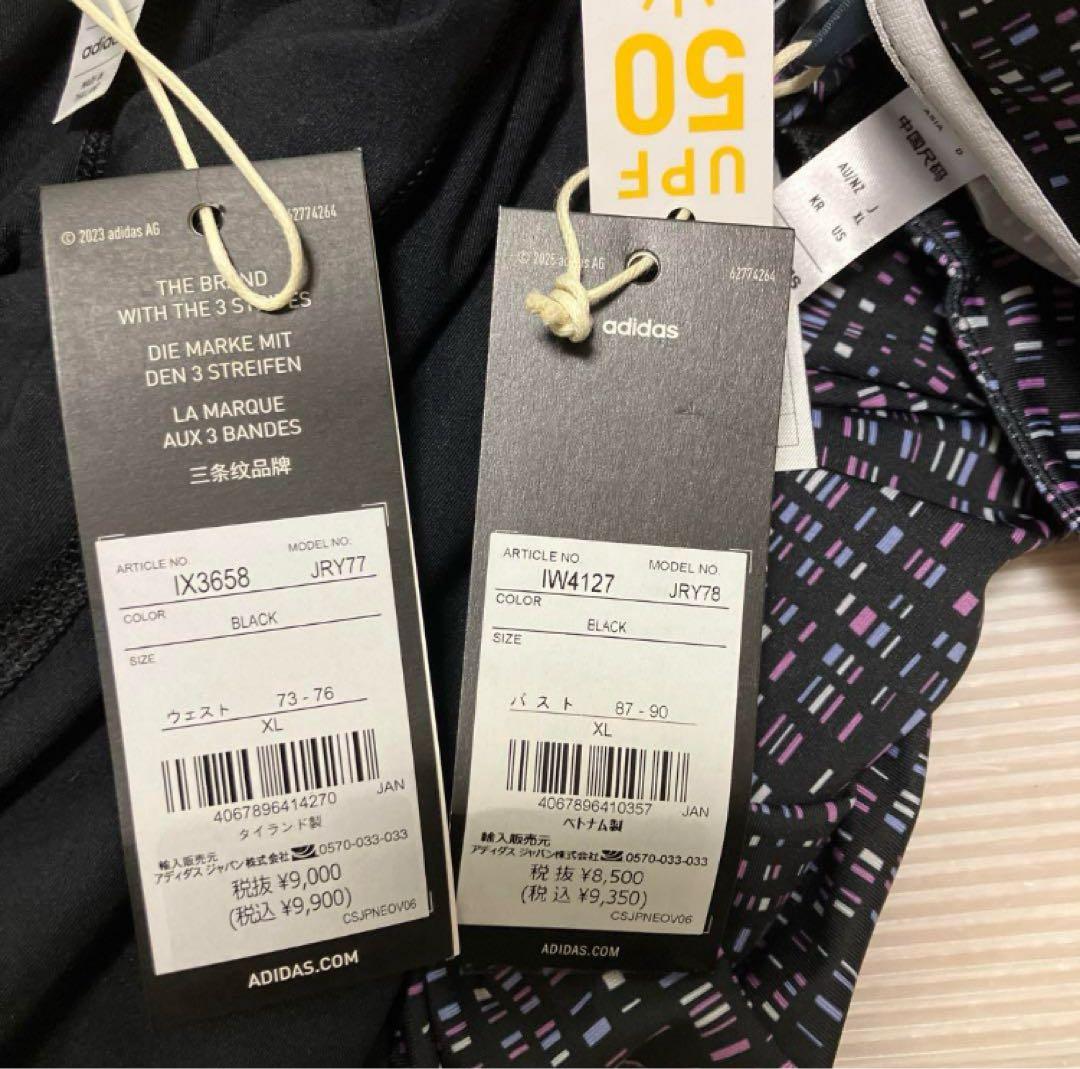 adidas
© 2023 adidas AG
62774264
THE BRAND
WITH THE 3 STRIPES
DIE MARKE MIT
DEN 3 STREIFEN
LA MARQUE
AUX 3 BANDES
三条纹品牌
ARTICLE NO.
MODEL NO.
IX3658
JRY77
COLOR
BLACK
SIZE
ウェスト 73 - 76
XL
4067896414270
JAN
タイランド製
輸入販売元
アディダス ジャパン株式会社 0570-033-033
税抜 ¥9,000
(税込 ¥9,900)
CSJPNEOV06
ADIDAS.COM
UPF
50
adidas AG
62774264
adidas
ARTICLE NO
MODEL NO.
IW4127
JRY78
COLOR
BLACK
SIZE
バスト 87 - 90
XL
4067896410357
JAN
ベトナム製
輸入販売元
アディダス ジャパン株式会社 0570-033-033
税抜 ¥8,500
(税込 ¥9,350)
CSJPNEOV06
ADIDAS.COM
ASIA
中国尺码
AU/NZ J
KR XL
US